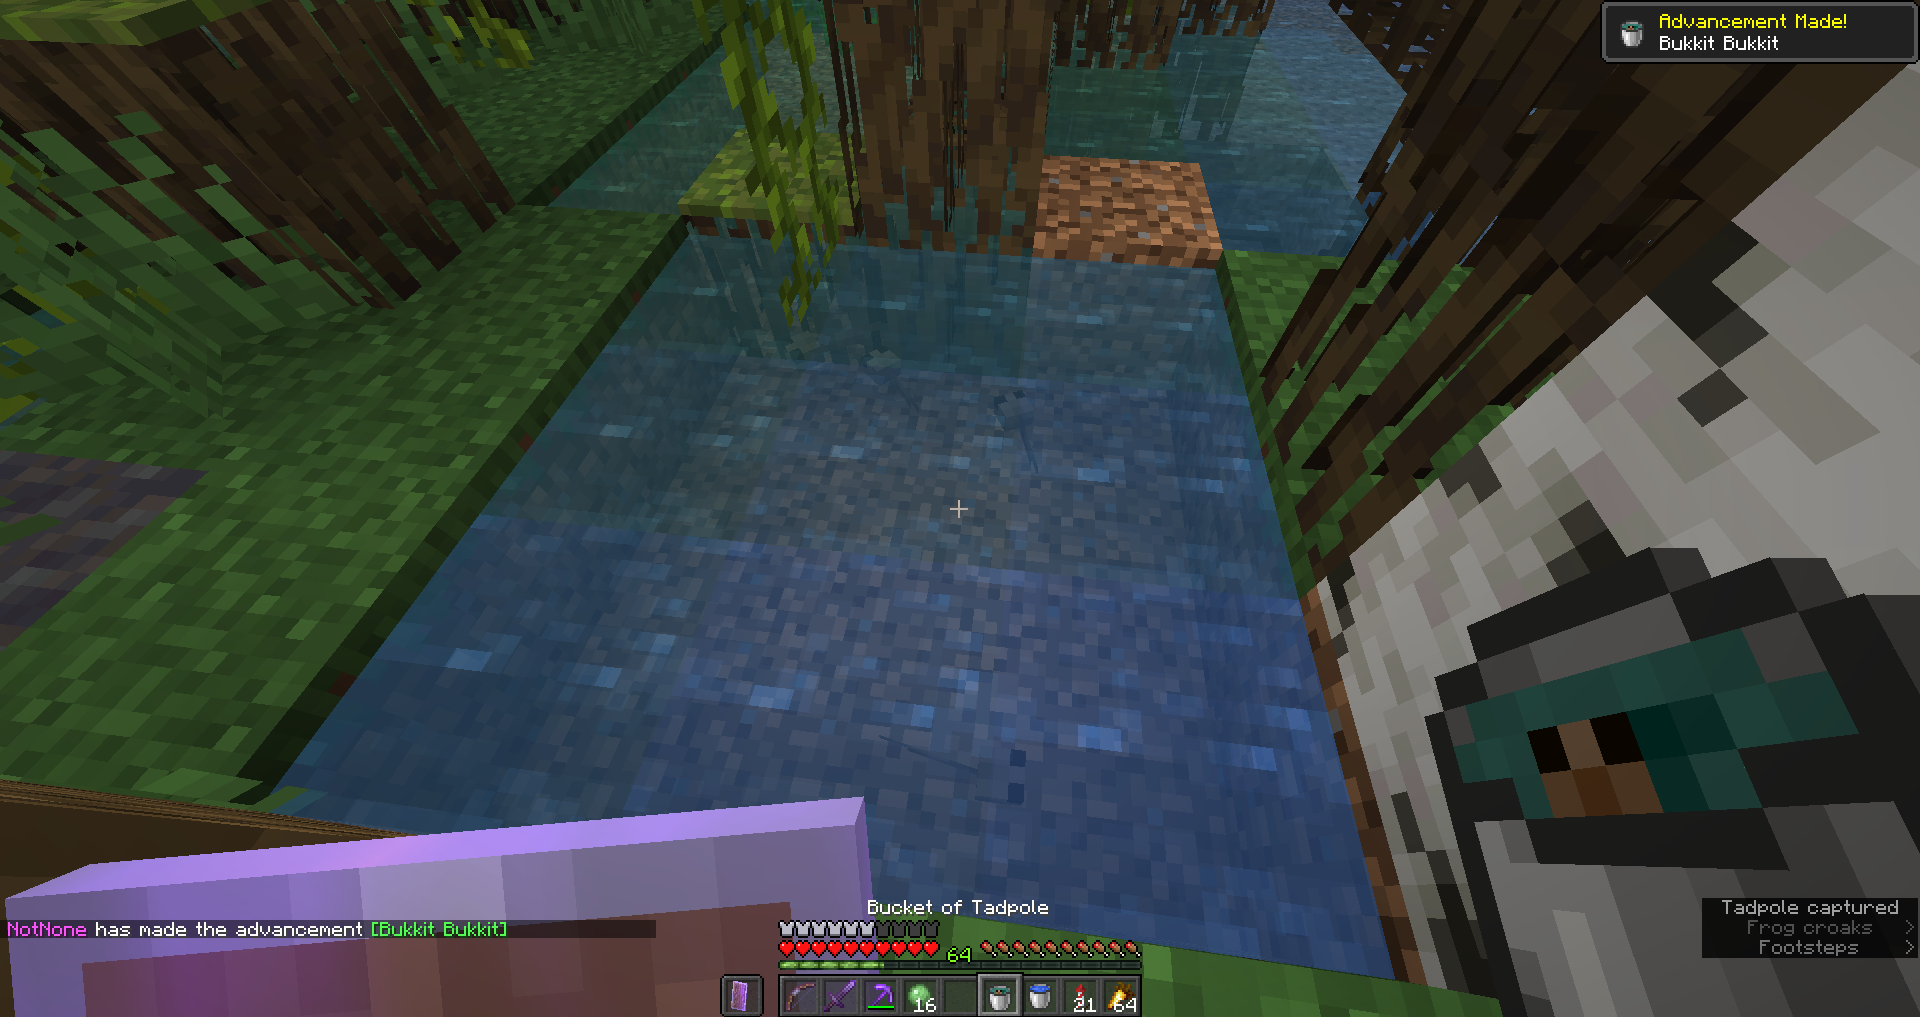 Advancement Made!
Bukkit Bukkit
Bucket of Tadpole
NotNone has made the advancement [Bukkit Bukkit]
Tadpole captured
Frog croaks >
Footsteps >
64
16
21
64